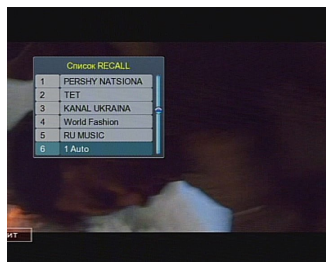 Список RECALL
1 PERSHY NATSIONA
2 TET
3 KANAL UKRAINA
4 World Fashion
5 RU MUSIC
6 1 Auto
ит